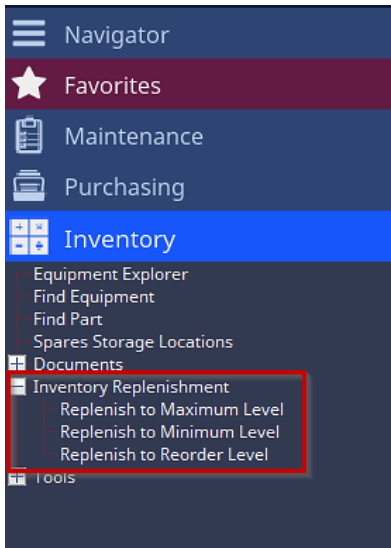 Navigator
Favorites
Maintenance
Purchasing
Inventory
Equipment Explorer
Find Equipment
Find Part
Spares Storage Locations
Documents
Inventory Replenishment
Replenish to Maximum Level
Replenish to Minimum Level
Replenish to Reorder Level
Tools